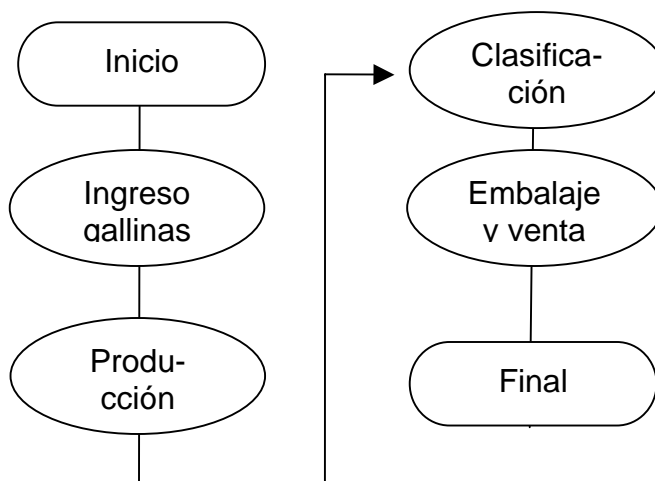 Inicio
Ingreso
gallinas
Produ-
cción
Clasifica-
ción
Embalaje
y venta
Final